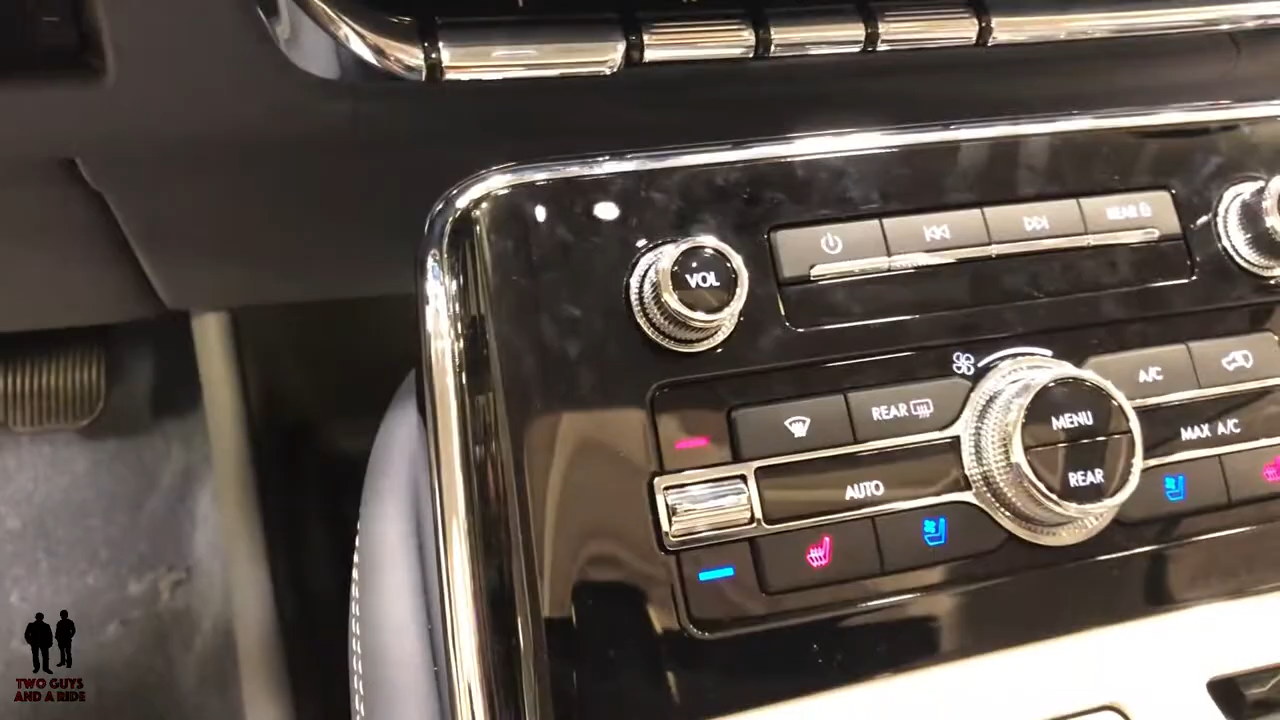 VOL
REAR
A/C
REAR
MENU
MAX A/C
AUTO
REAR
TWO GUYS
AND A RIDE